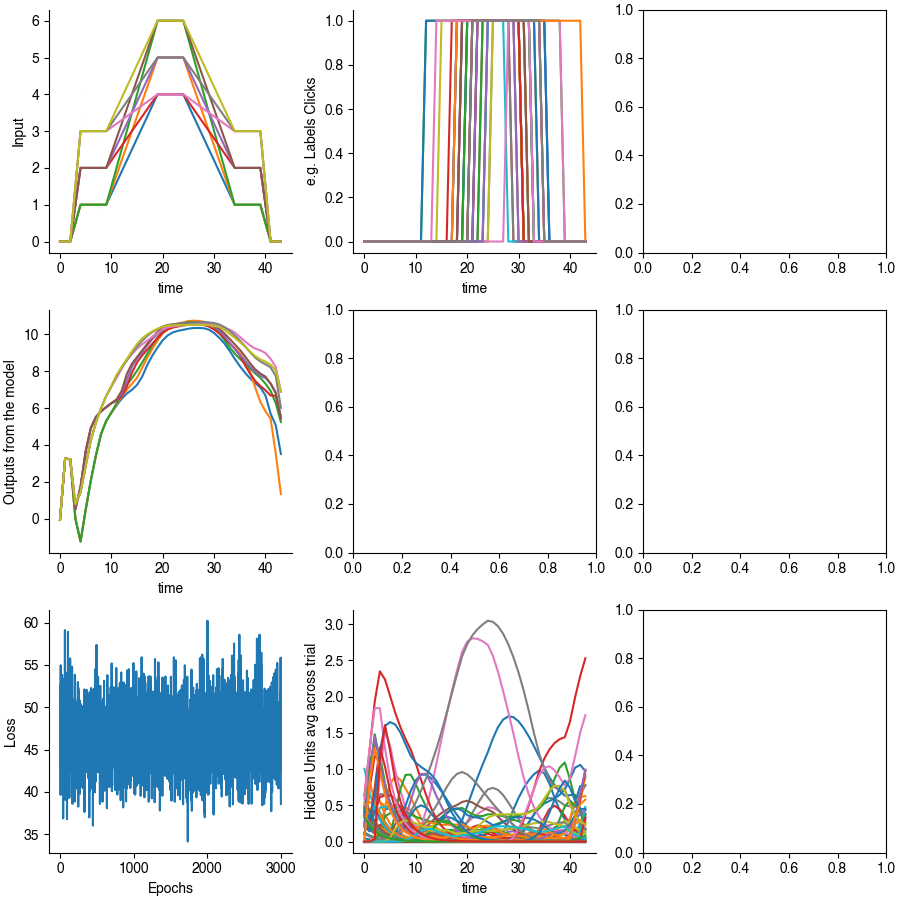 6
5
4
3
2
1
0
Input
0 10 20 30 40
time
1.0
0.8
0.6
0.4
0.2
0.0
e.g. Labels Clicks
0 10 20 30 40
time
1.0
0.8
0.6
0.4
0.2
0.0
0.0 0.2 0.4 0.6 0.8 1.0
10
8
6
4
2
0
Outputs from the model
0 10 20 30 40
time
1.0
0.8
0.6
0.4
0.2
0.0
0.0 0.2 0.4 0.6 0.8 1.0
1.0
0.8
0.6
0.4
0.2
0.0
0.0 0.2 0.4 0.6 0.8 1.0
60
55
50
45
40
35
Loss
0 1000 2000 3000
Epochs
3.0
2.5
2.0
1.5
1.0
0.5
0.0
Hidden Units avg across trial
0 10 20 30 40
time
1.0
0.8
0.6
0.4
0.2
0.0
0.0 0.2 0.4 0.6 0.8 1.0